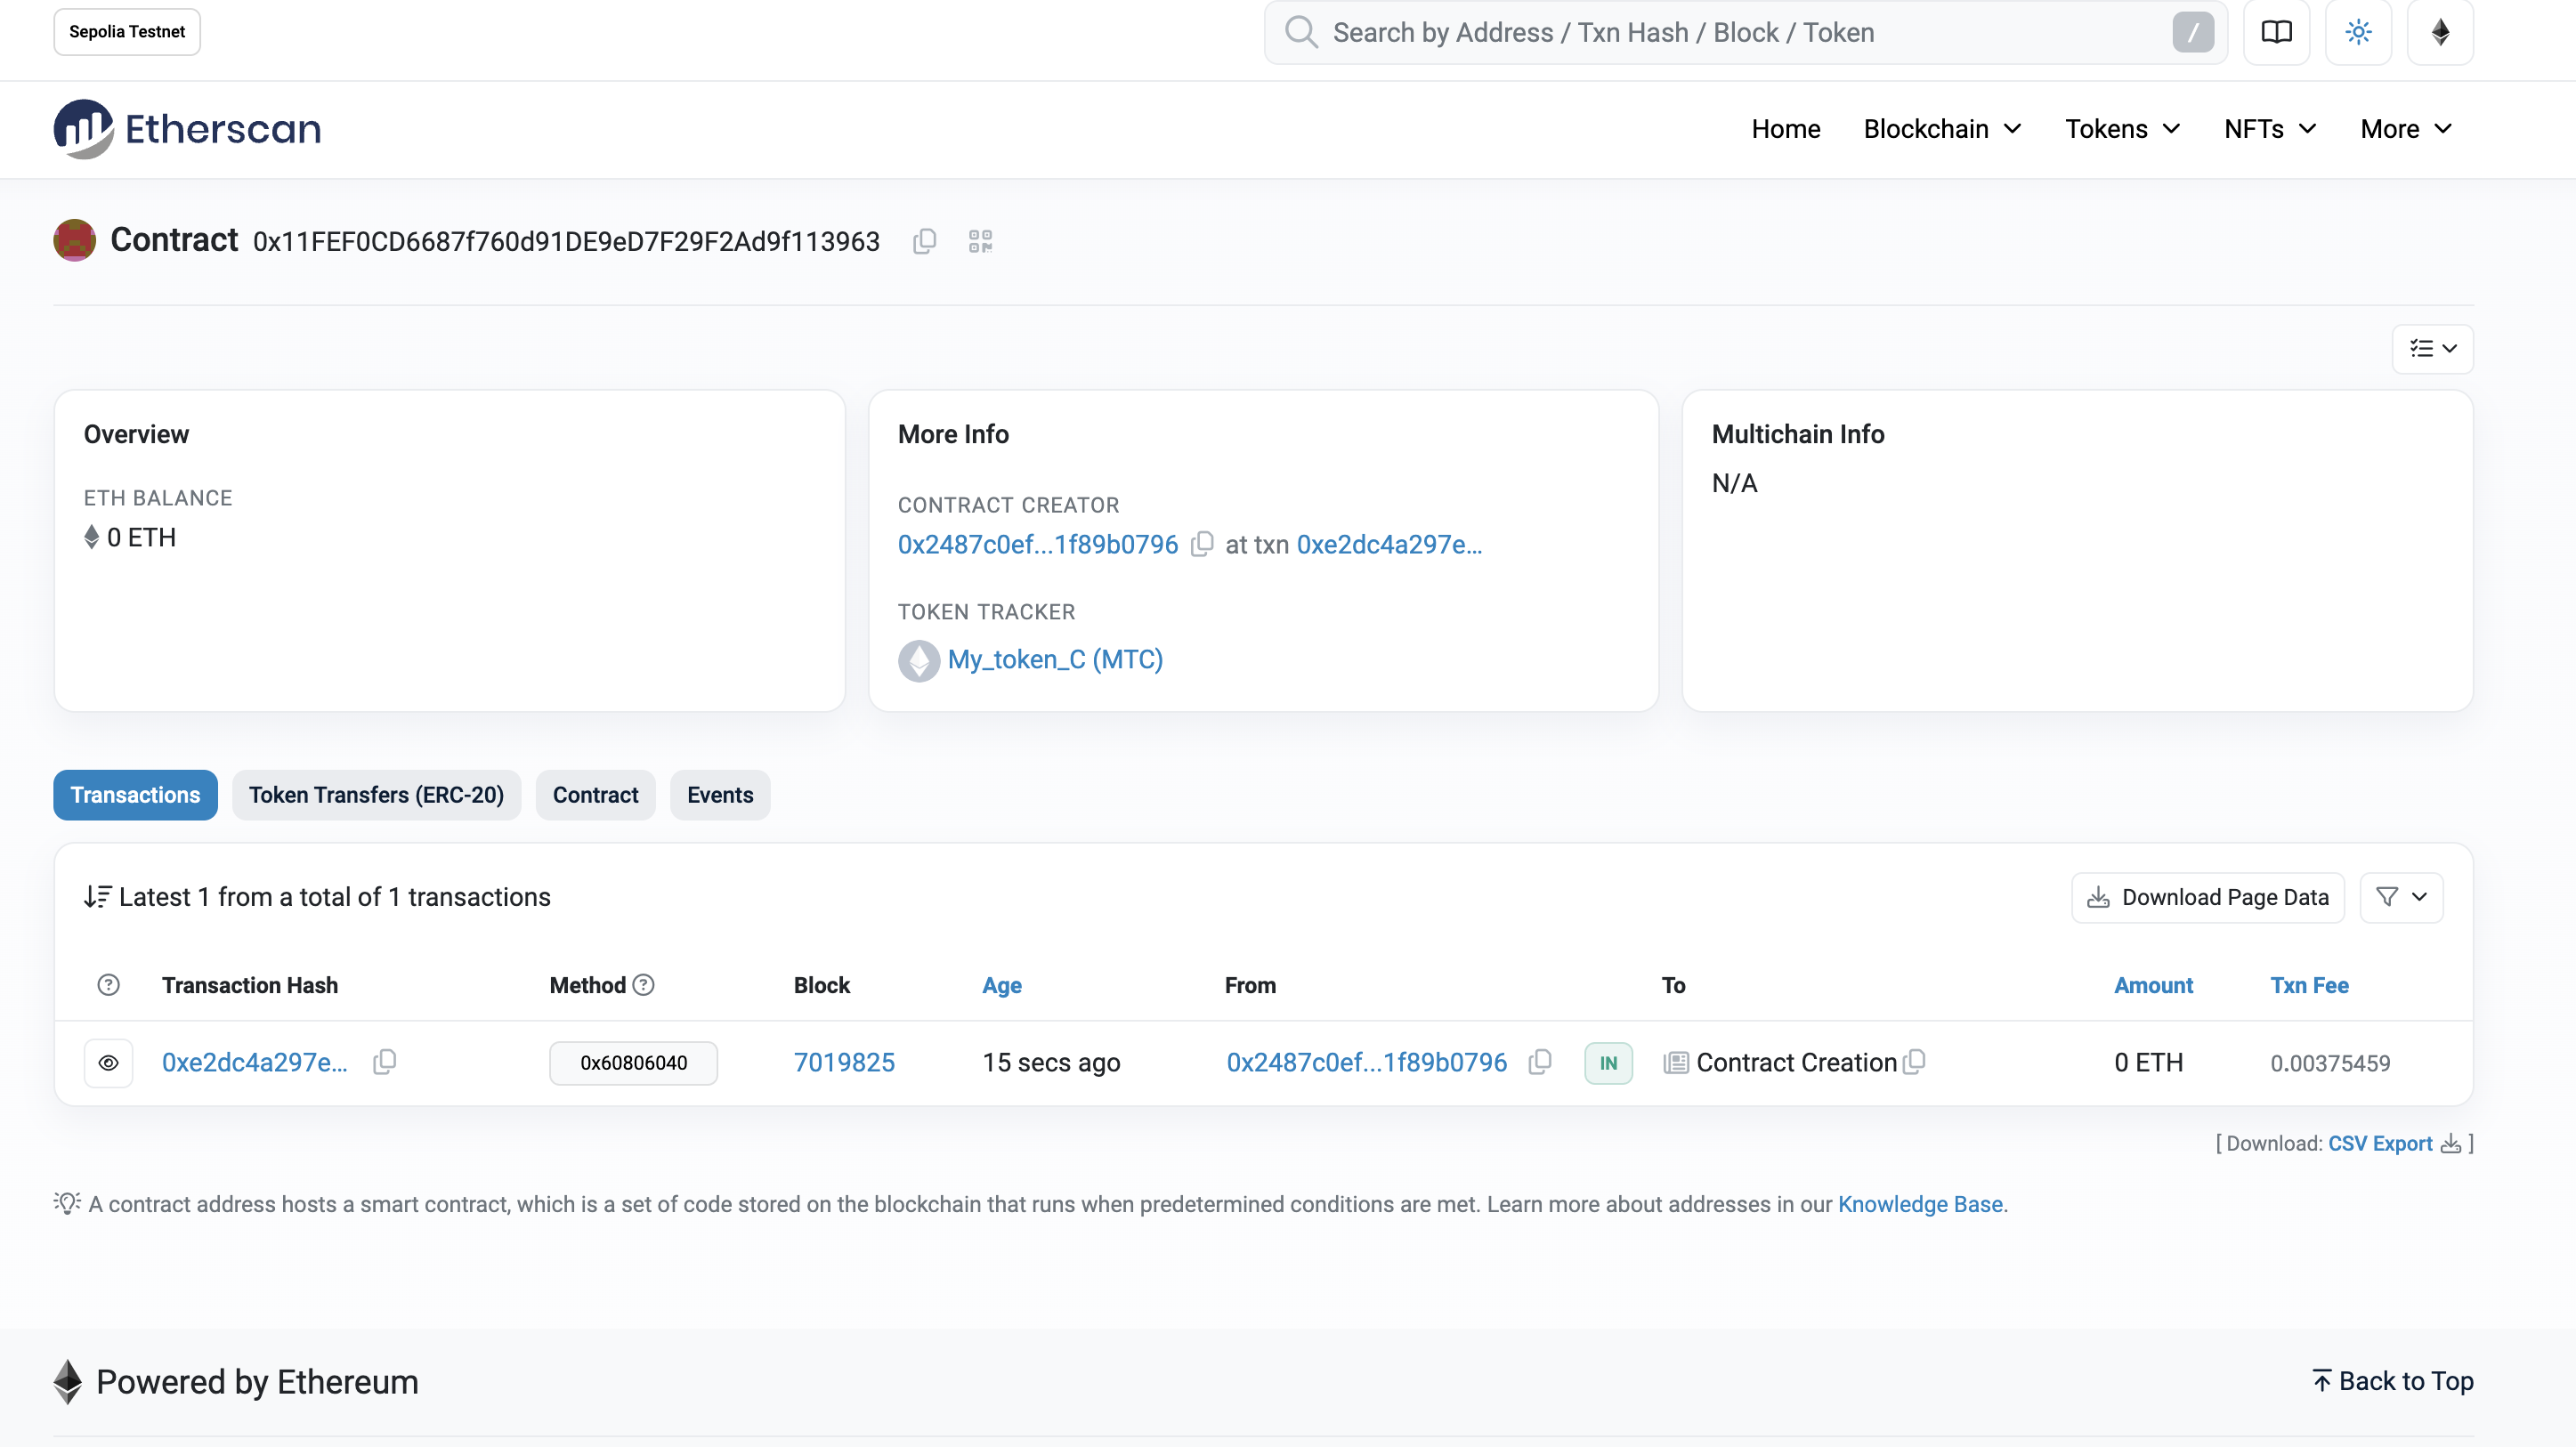 Sepolia Testnet
Search by Address / Txn Hash / Block / Token /
Etherscan
Home Blockchain Tokens NFTs More
Contract 0x11FEF0CD6687f760d91DE9eD7F29F2Ad9f113963
Overview
ETH BALANCE
0 ETH
More Info
CONTRACT CREATOR
0x2487c0ef...1f89b0796 at txn 0xe2dc4a297e...
TOKEN TRACKER
My_token_C (MTC)
Multichain Info
N/A
Transactions Token Transfers (ERC-20) Contract Events
Latest 1 from a total of 1 transactions
Download Page Data
? Transaction Hash Method ? Block Age From To Amount Txn Fee
0xe2dc4a297e... 0x60806040 7019825 15 secs ago 0x2487c0ef...1f89b0796 IN Contract Creation 0 ETH 0.00375459
[ Download: CSV Export ]
A contract address hosts a smart contract, which is a set of code stored on the blockchain that runs when predetermined conditions are met. Learn more about addresses in our Knowledge Base.
Powered by Ethereum
Back to Top